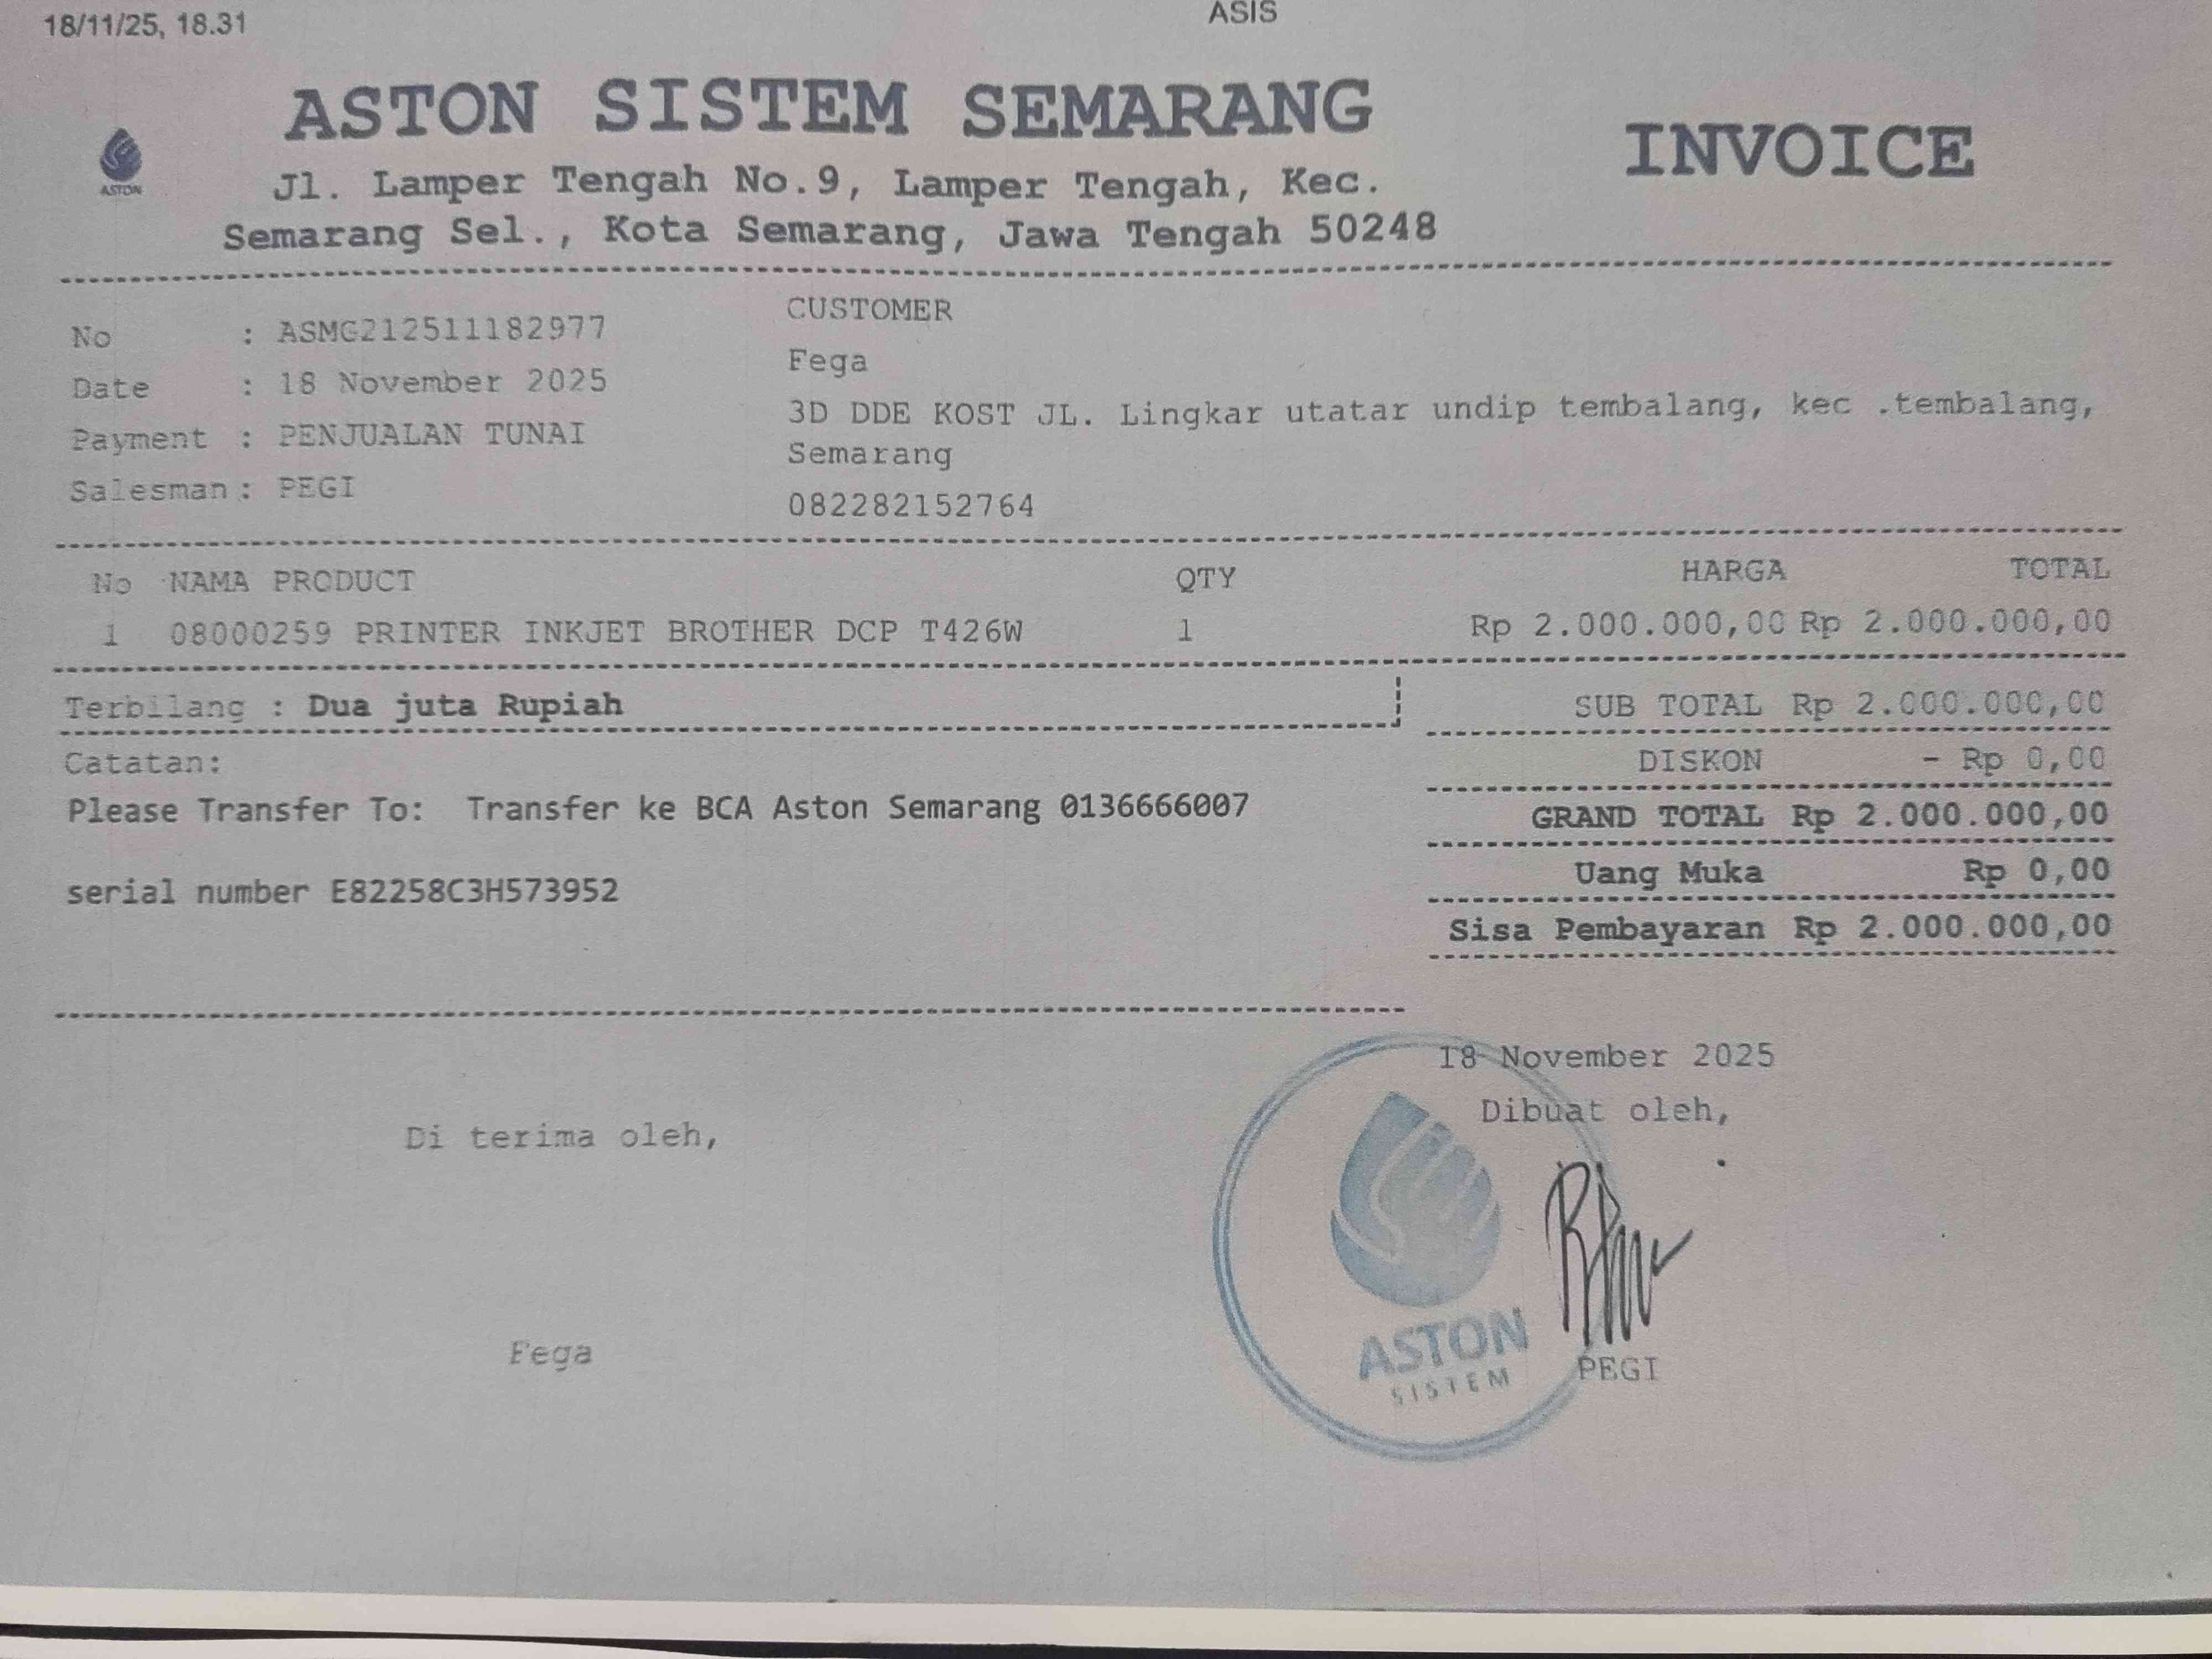 18/11/25, 18.31
ASIS
ASTON SISTEM SEMARANG
INVOICE
ASTON
Jl. Lamper Tengah No.9, Lamper Tengah, Kec.
Semarang Sel., Kota Semarang, Jawa Tengah 50248
No : ASMG212511182977
Date : 18 November 2025
Payment : PENJUALAN TUNAI
Salesman : PEGI
CUSTOMER
Fega
3D DDE KOST JL. Lingkar utatar undip tembalang, kec .tembalang,
Semarang
082282152764
No NAMA PRODUCT QTY HARGA TOTAL
1 08000259 PRINTER INKJET BROTHER DCP T426W 1 Rp 2.000.000,00 Rp 2.000.000,00
Terbilang : Dua juta Rupiah
SUB TOTAL Rp 2.000.000,00
Catatan:
DISKON - Rp 0,00
Please Transfer To: Transfer ke BCA Aston Semarang 0136666007
GRAND TOTAL Rp 2.000.000,00
Uang Muka Rp 0,00
serial number E82258C3H573952
Sisa Pembayaran Rp 2.000.000,00
18 November 2025
Di terima oleh,
Dibuat oleh,
ASTON
SISTEM
Fega
PEGI